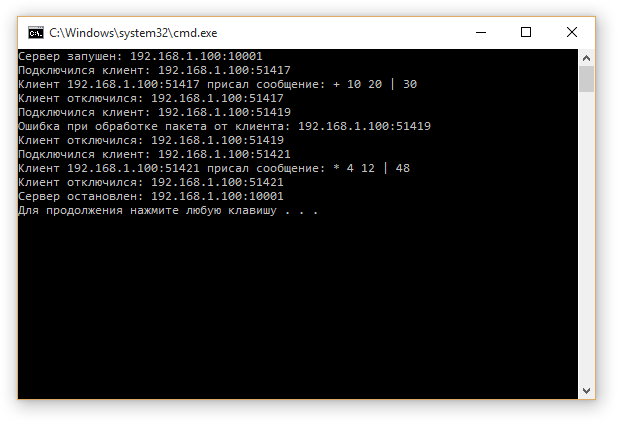 C:\Windows\system32\cmd.exe
Сервер запушен: 192.168.1.100:10001
Подключился клиент: 192.168.1.100:51417
Клиент 192.168.1.100:51417 присал сообщение: + 10 20 | 30
Клиент отключился: 192.168.1.100:51417
Подключился клиент: 192.168.1.100:51419
Ошибка при обработке пакета от клиента: 192.168.1.100:51419
Клиент отключился: 192.168.1.100:51419
Подключился клиент: 192.168.1.100:51421
Клиент 192.168.1.100:51421 присал сообщение: * 4 12 | 48
Клиент отключился: 192.168.1.100:51421
Сервер остановлен: 192.168.1.100:10001
Для продолжения нажмите любую клавишу . . .